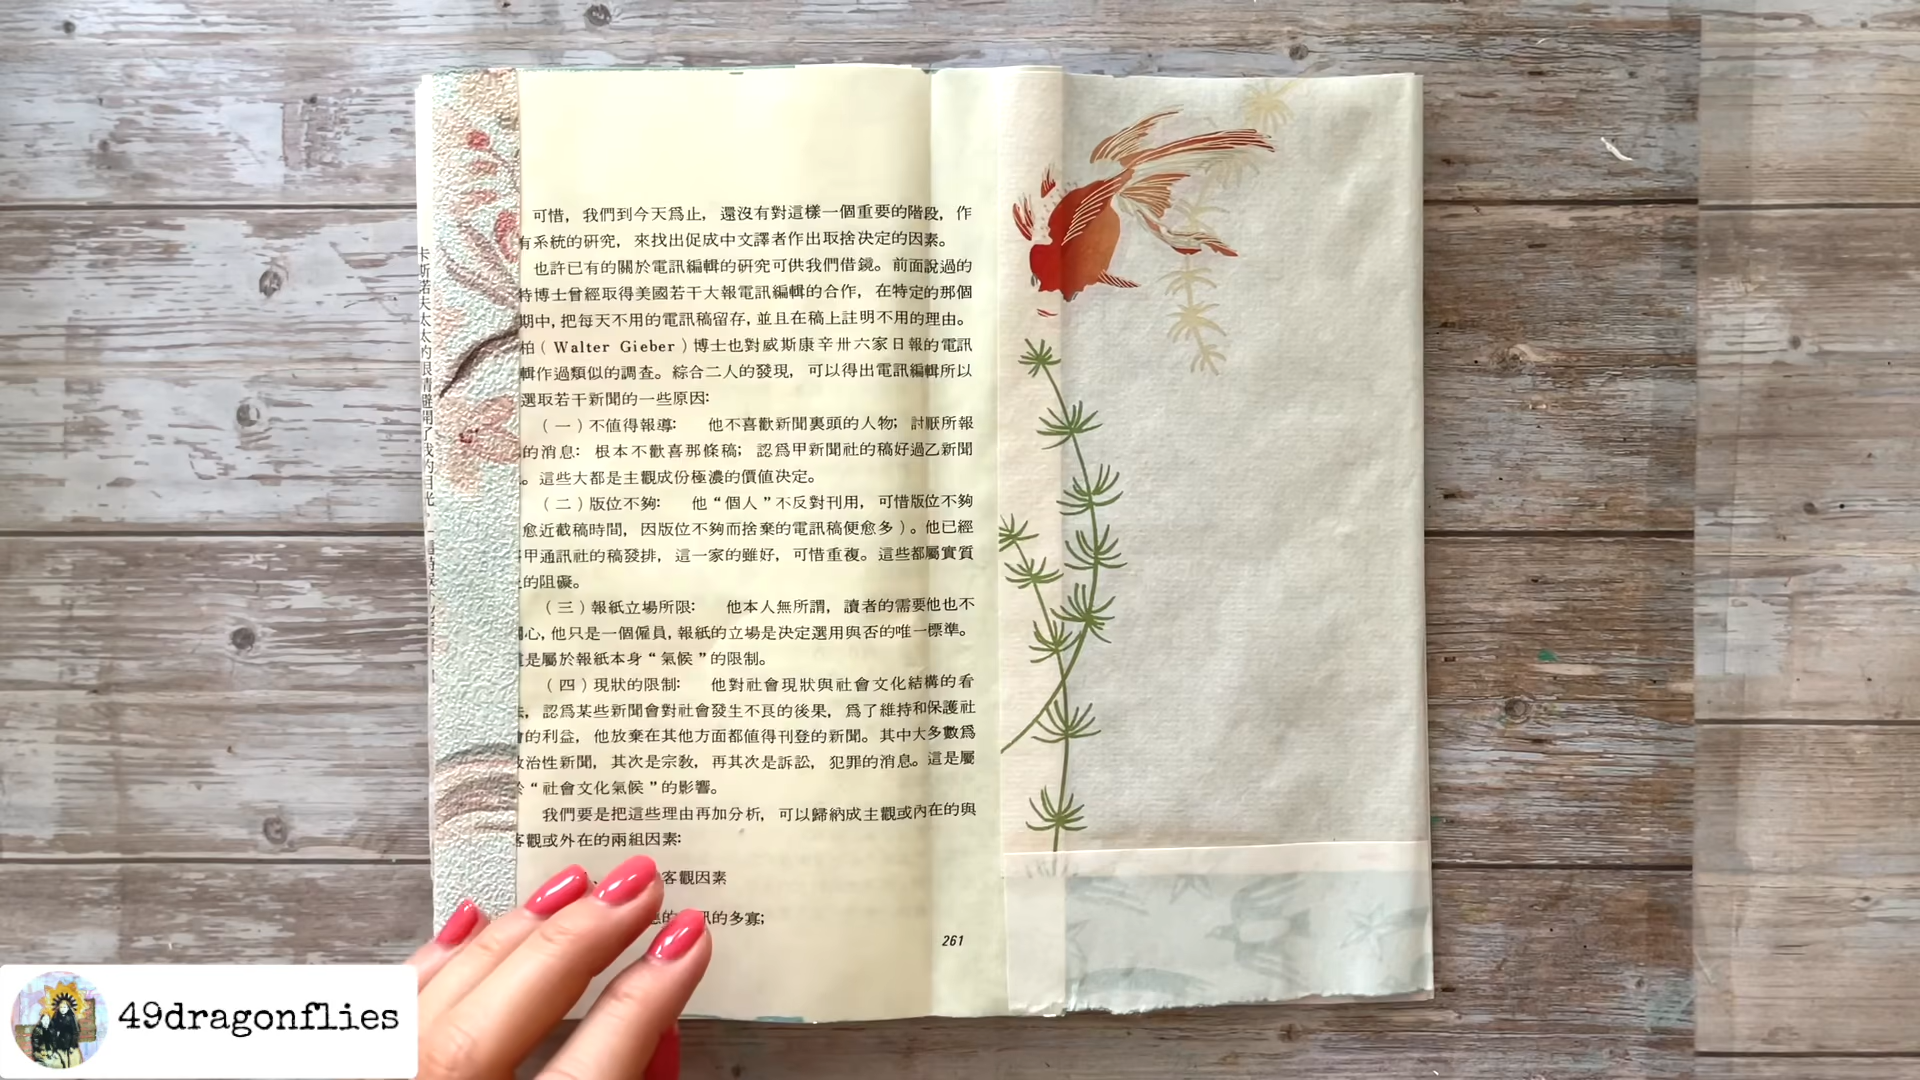 卡斯諾夫太太的眼睛避開了我的目光
可惜，我們到今天爲止，還沒有對這樣一個重要的階段，作
有系統的研究，來找出促成中文譯者作出取捨決定的因素。
也許已有的關於電訊編輯的研究可供我們借鏡。前面說過的
特博士曾經取得美國若干大報電訊編輯的合作，在特定的那個
期中，把每天不用的電訊稿留存，並且在稿上註明不用的理由。
柏（Walter Gieber）博士也對威斯康辛卅六家日報的電訊
輯作過類似的調查。綜合二人的發現，可以得出電訊編輯所以
選取若干新聞的一些原因：
（一）不值得報導：　他不喜歡新聞裏頭的人物；討厭所報
的消息：根本不歡喜那條稿；認爲甲新聞社的稿好過乙新聞
。這些大都是主觀成份極濃的價值決定。
（二）版位不夠：　他“個人”不反對刊用，可惜版位不夠
愈近截稿時間，因版位不夠而捨棄的電訊稿便愈多）。他已經
甲通訊社的稿發排，這一家的雖好，可惜重複。這些都屬實質
的阻礙。
（三）報紙立場所限：　他本人無所謂，讀者的需要他也不
心，他只是一個僱員，報紙的立場是決定選用與否的唯一標準。
是屬於報紙本身“氣候”的限制。
（四）現狀的限制：　他對社會現狀與社會文化結構的看
，認爲某些新聞會對社會發生不良的後果，爲了維持和保護社
的利益，他放棄在其他方面都值得刊登的新聞。其中大多數爲
治性新聞，其次是宗教，再其次是訴訟，犯罪的消息。這是屬
“社會文化氣候”的影響。
我們要是把這些理由再加分析，可以歸納成主觀或內在的與
客觀或外在的兩組因素：
客觀因素
的多寡；
261
49dragonflies